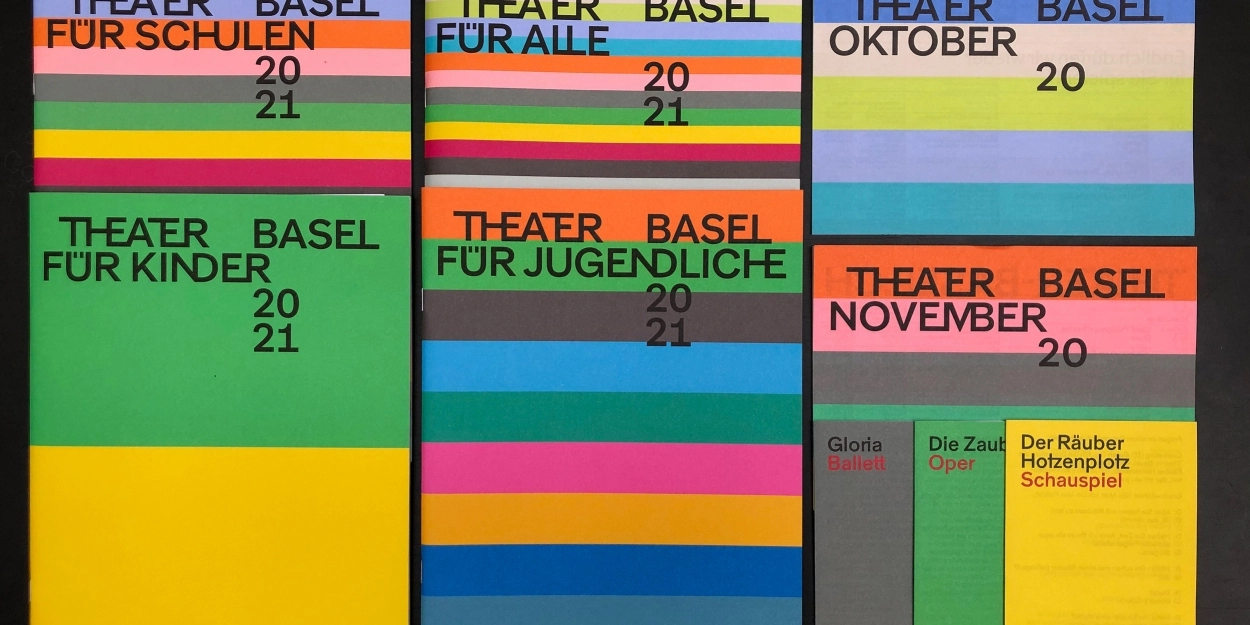 THEATER BASEL
FÜR SCHULEN
20
21
THEATER BASEL
FÜR ALLE
20
21
THEATER BASEL
OKTOBER
20
THEATER BASEL
FÜR KINDER
20
21
THEATER BASEL
FÜR JUGENDLICHE
20
21
THEATER BASEL
NOVEMBER
20
Gloria
Ballett
Die Zaub
Oper
Der Räuber
Hotzenplotz
Schauspiel